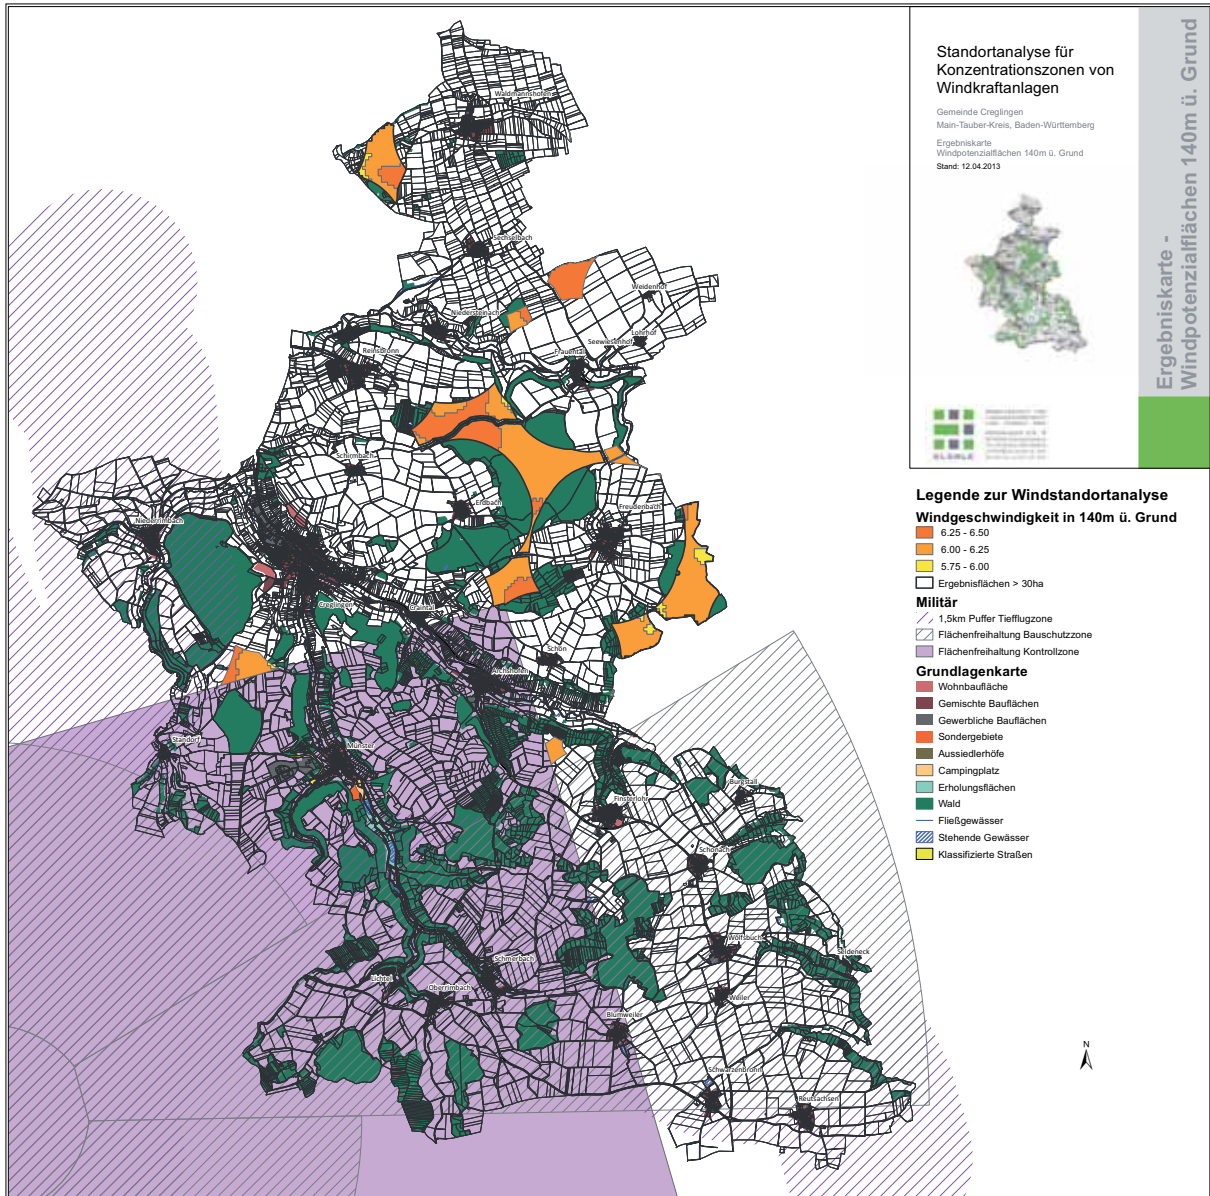 Standortanalyse für
Konzentrationszonen von
Windkraftanlagen
Gemeinde Creglingen
Main-Tauber-Kreis, Baden-Württemberg
Ergebniskarte
Windpotenzialflächen 140m ü. Grund
Stand: 12.04.2013
KLÄRLE
Ergebniskarte -
Windpotenzialflächen 140m ü. Grund
Legende zur Windstandortanalyse
Windgeschwindigkeit in 140m ü. Grund
6.25 - 6.50
6.00 - 6.25
5.75 - 6.00
Ergebnisflächen > 30ha
Militär
1,5km Puffer Tiefflugzone
Flächenfreihaltung Bauschutzzone
Flächenfreihaltung Kontrollzone
Grundlagenkarte
Wohnbaufläche
Gemischte Bauflächen
Gewerbliche Bauflächen
Sondergebiete
Aussiedlerhöfe
Campingplatz
Erholungsflächen
Wald
Fließgewässer
Stehende Gewässer
Klassifizierte Straßen
N
Waldmannshofen
Sechselbach
Weidenhof
Niedersteinach
Lohrhof
Seewiesenhof
Frauental
Reinsbronn
Schirmbach
Erdbach
Freudenbach
Niederrimbach
Creglingen
Craintal
Schön
Archshofen
Standorf
Münster
Burgstall
Finsterlohr
Schonach
Wolfsbuch
Seldeneck
Schmerbach
Lichtel
Oberrimbach
Weiler
Blumweiler
Schwarzenbronn
Reutsachsen